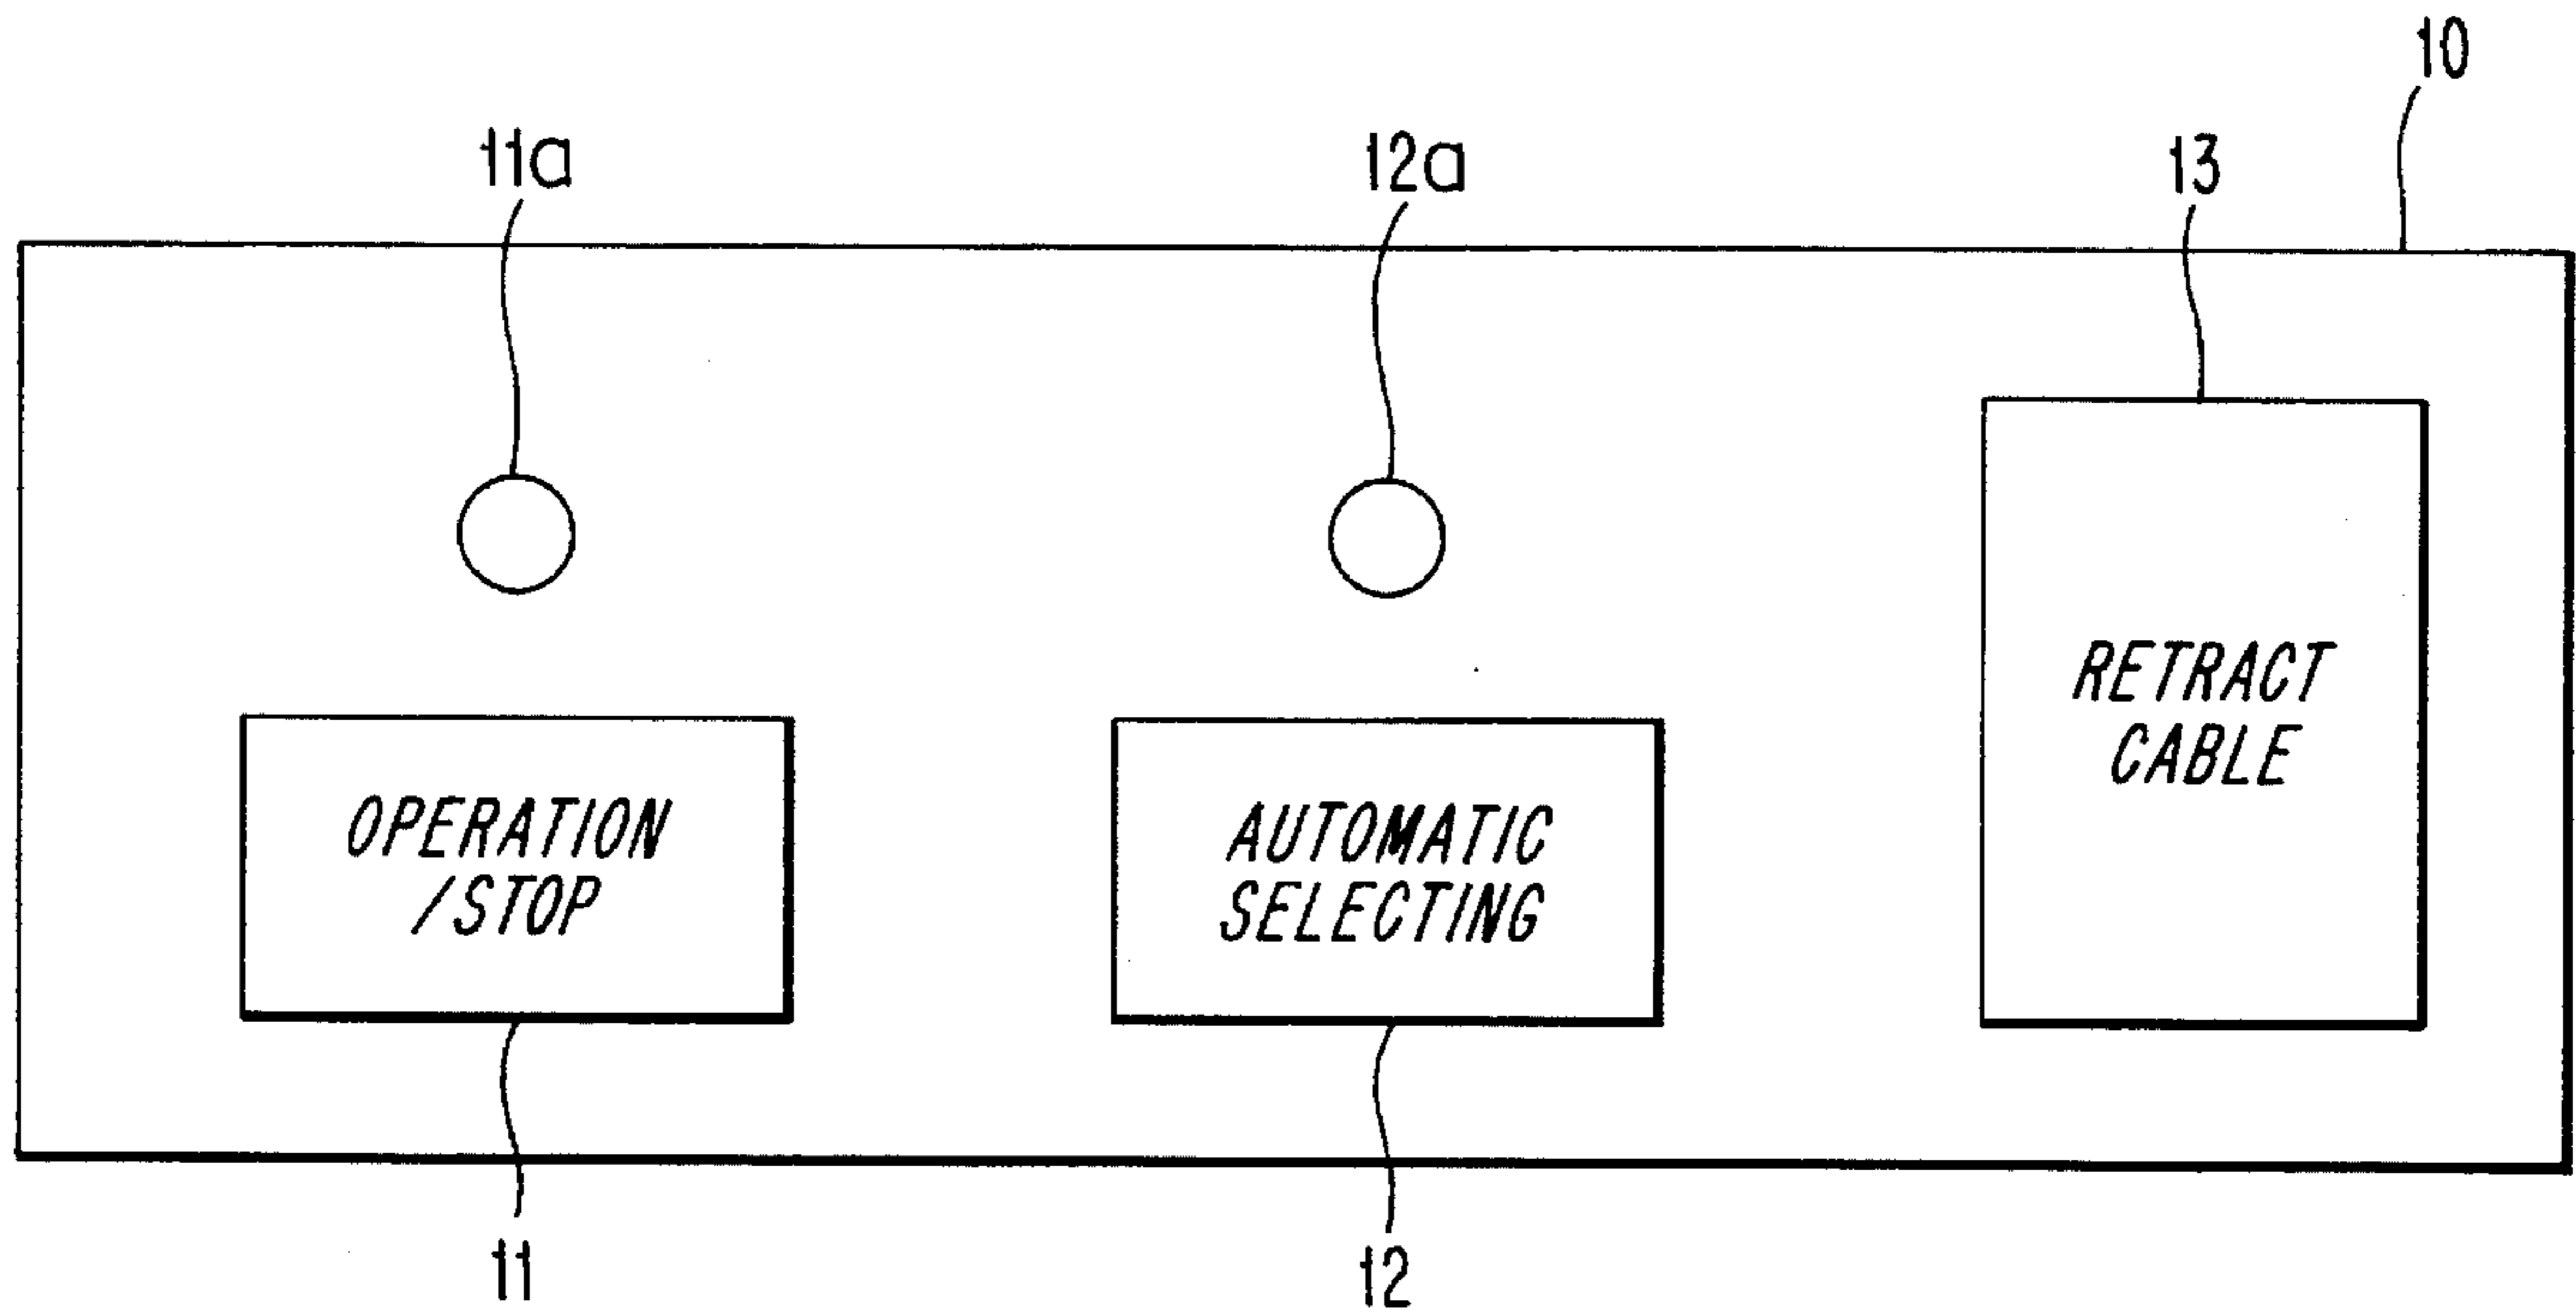 10
11a
12a
13
RETRACT
CABLE
OPERATION
/STOP
AUTOMATIC
SELECTING
11
12